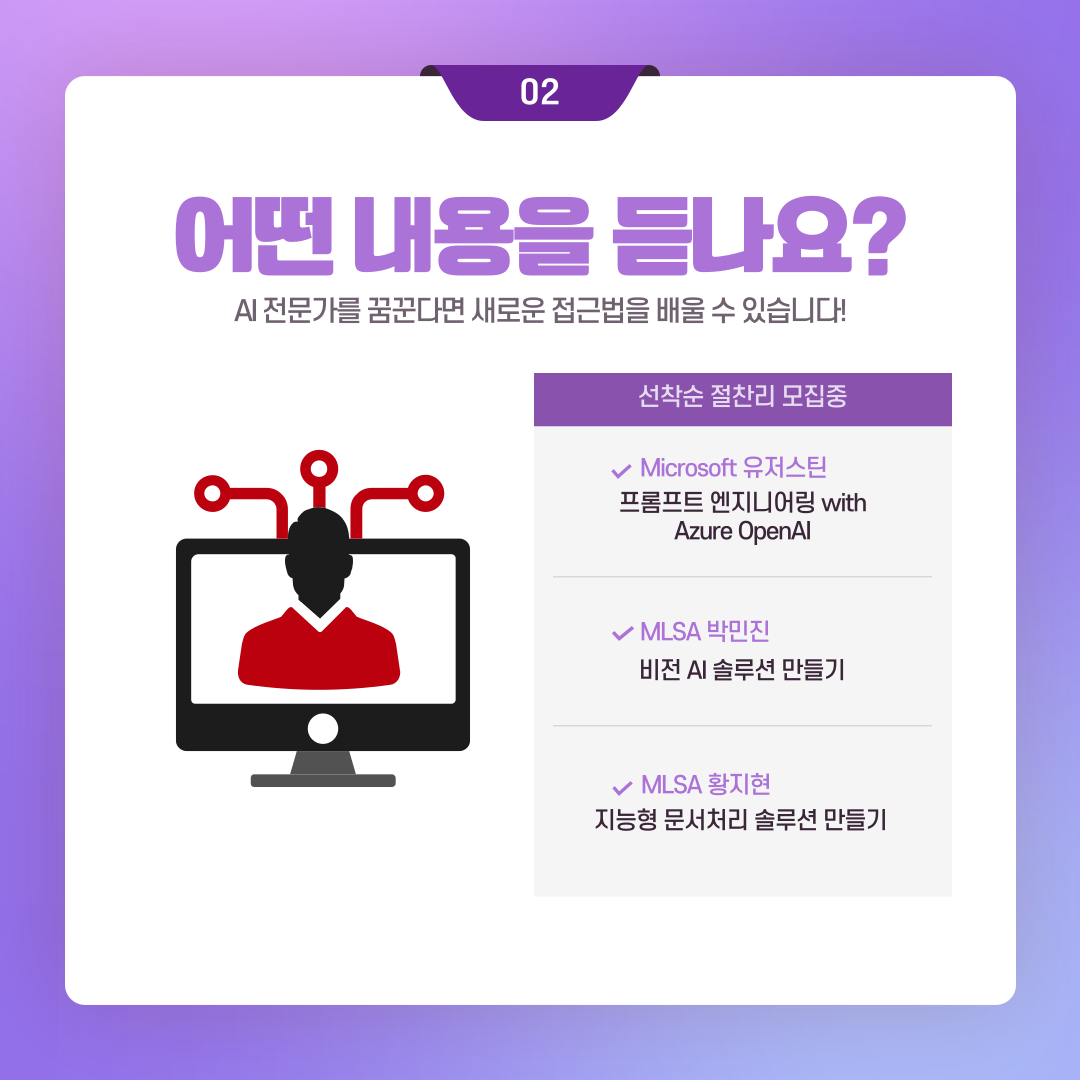 02
어떤 내용을 듣나요?
AI 전문가를 꿈꾼다면 새로운 접근법을 배울 수 있습니다!
선착순 절찬리 모집중
Microsoft 유저스틴
프롬프트 엔지니어링 with
Azure OpenAI
MLSA 박민진
비전 AI 솔루션 만들기
MLSA 황지현
지능형 문서처리 솔루션 만들기